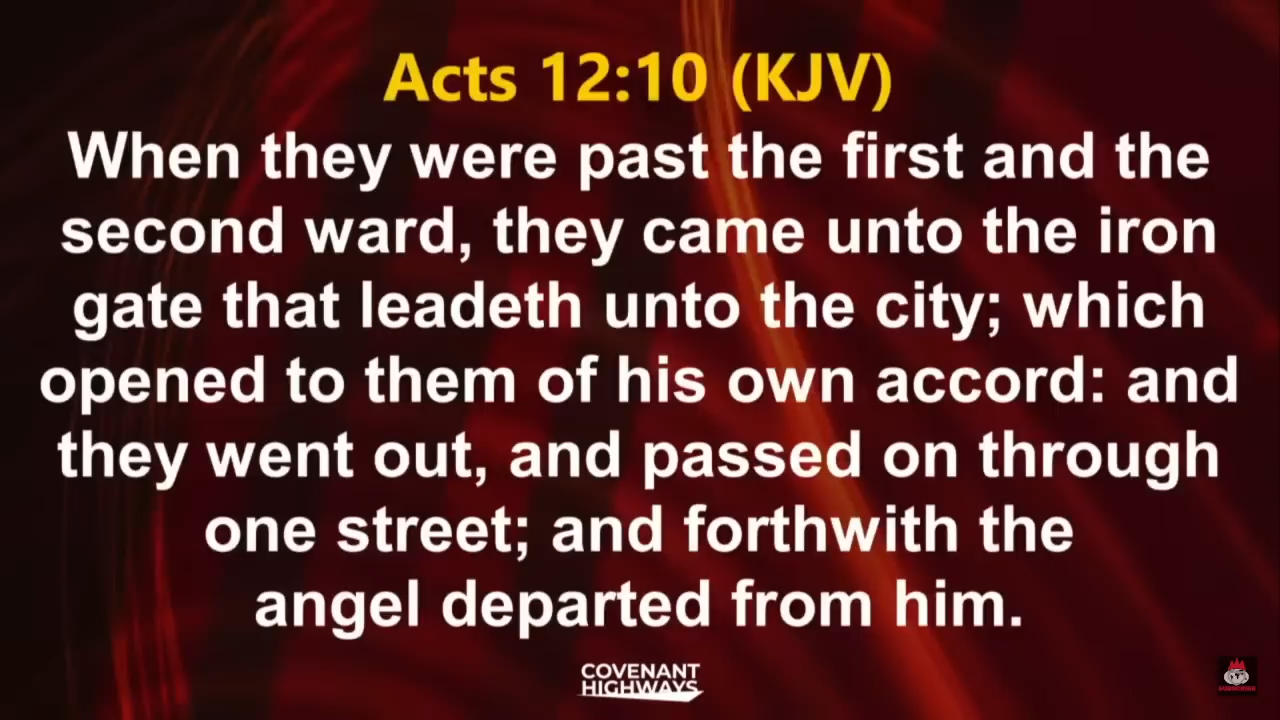 Acts 12:10 (KJV)
When they were past the first and the
second ward, they came unto the iron
gate that leadeth unto the city; which
opened to them of his own accord: and
they went out, and passed on through
one street; and forthwith the
angel departed from him.
COVENANT
HIGHWAYS
SUBSCRIBE